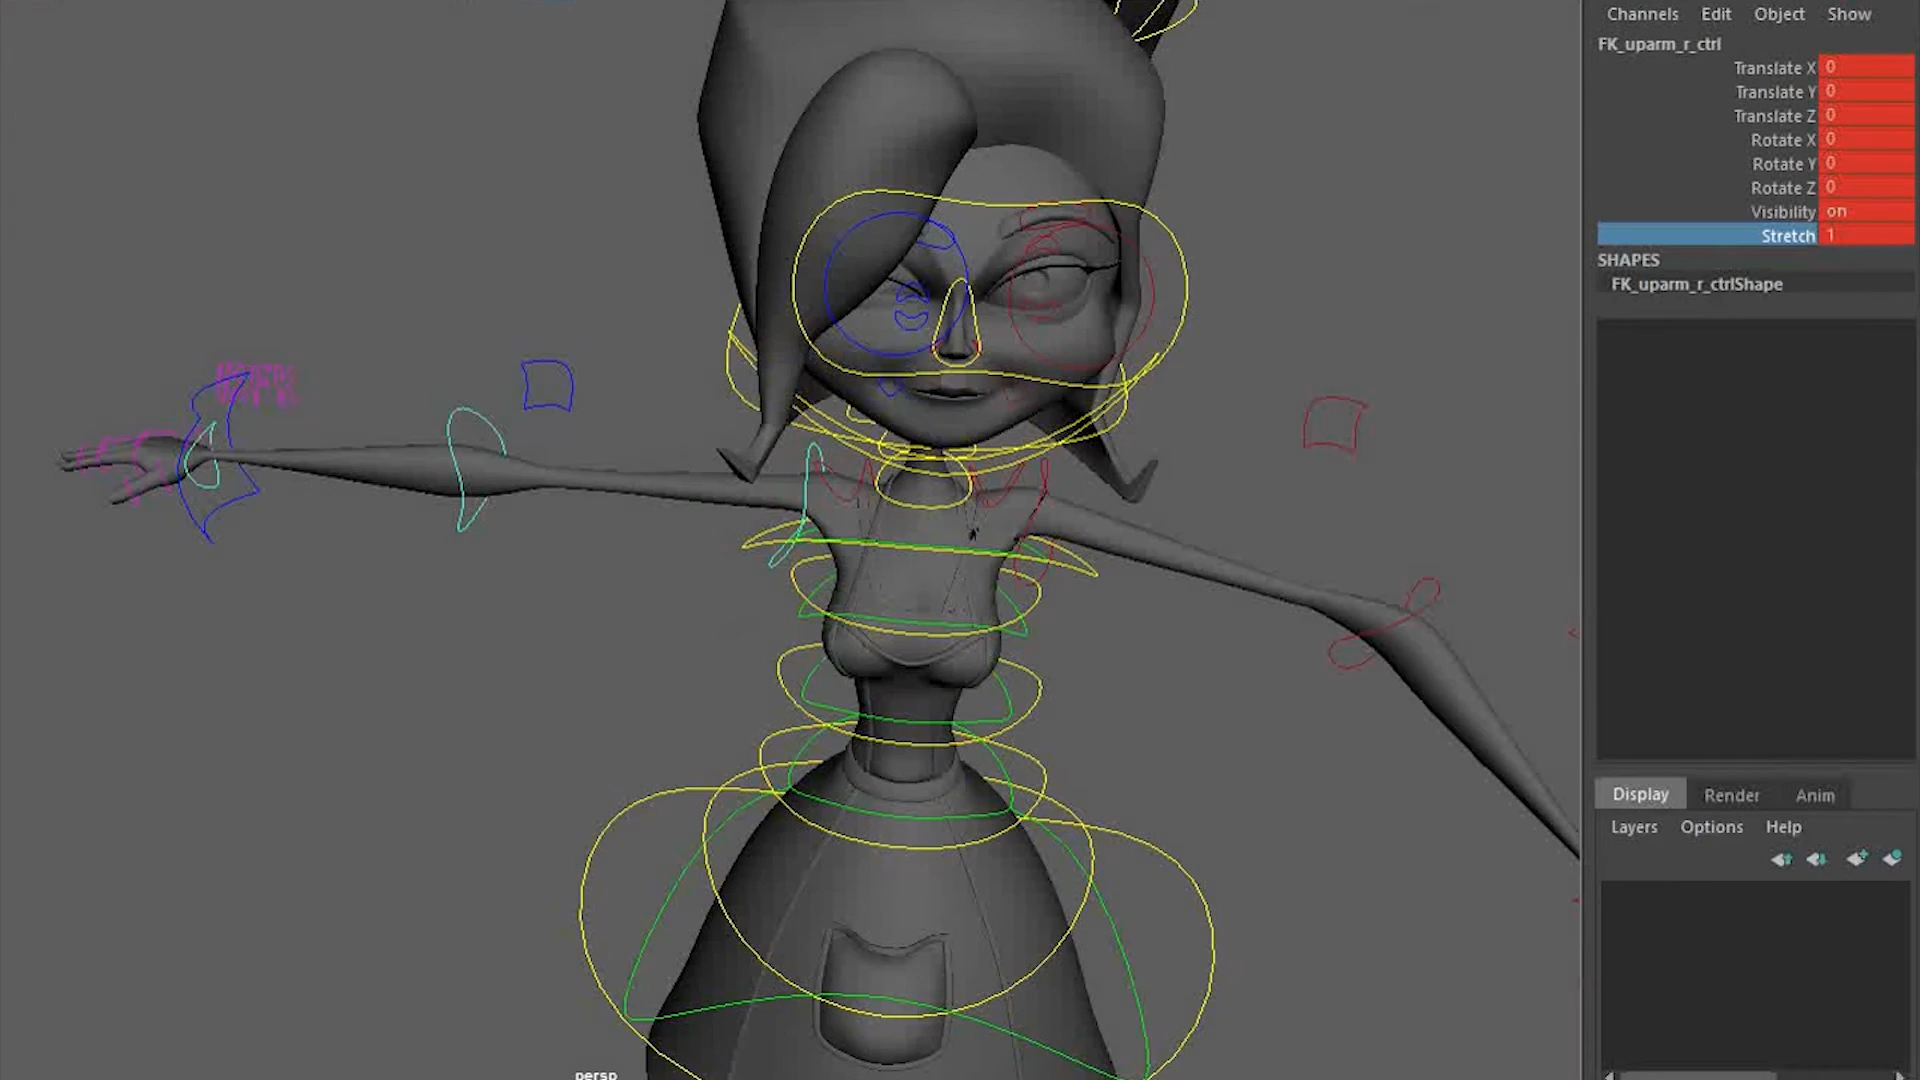 Channels Edit Object Show
FK_uparm_r_ctrl
Translate X 0
Translate Y 0
Translate Z 0
Rotate X 0
Rotate Y 0
Rotate Z 0
Visibility on
Stretch 1
SHAPES
FK_uparm_r_ctrlShape
Display Render Anim
Layers Options Help
persp